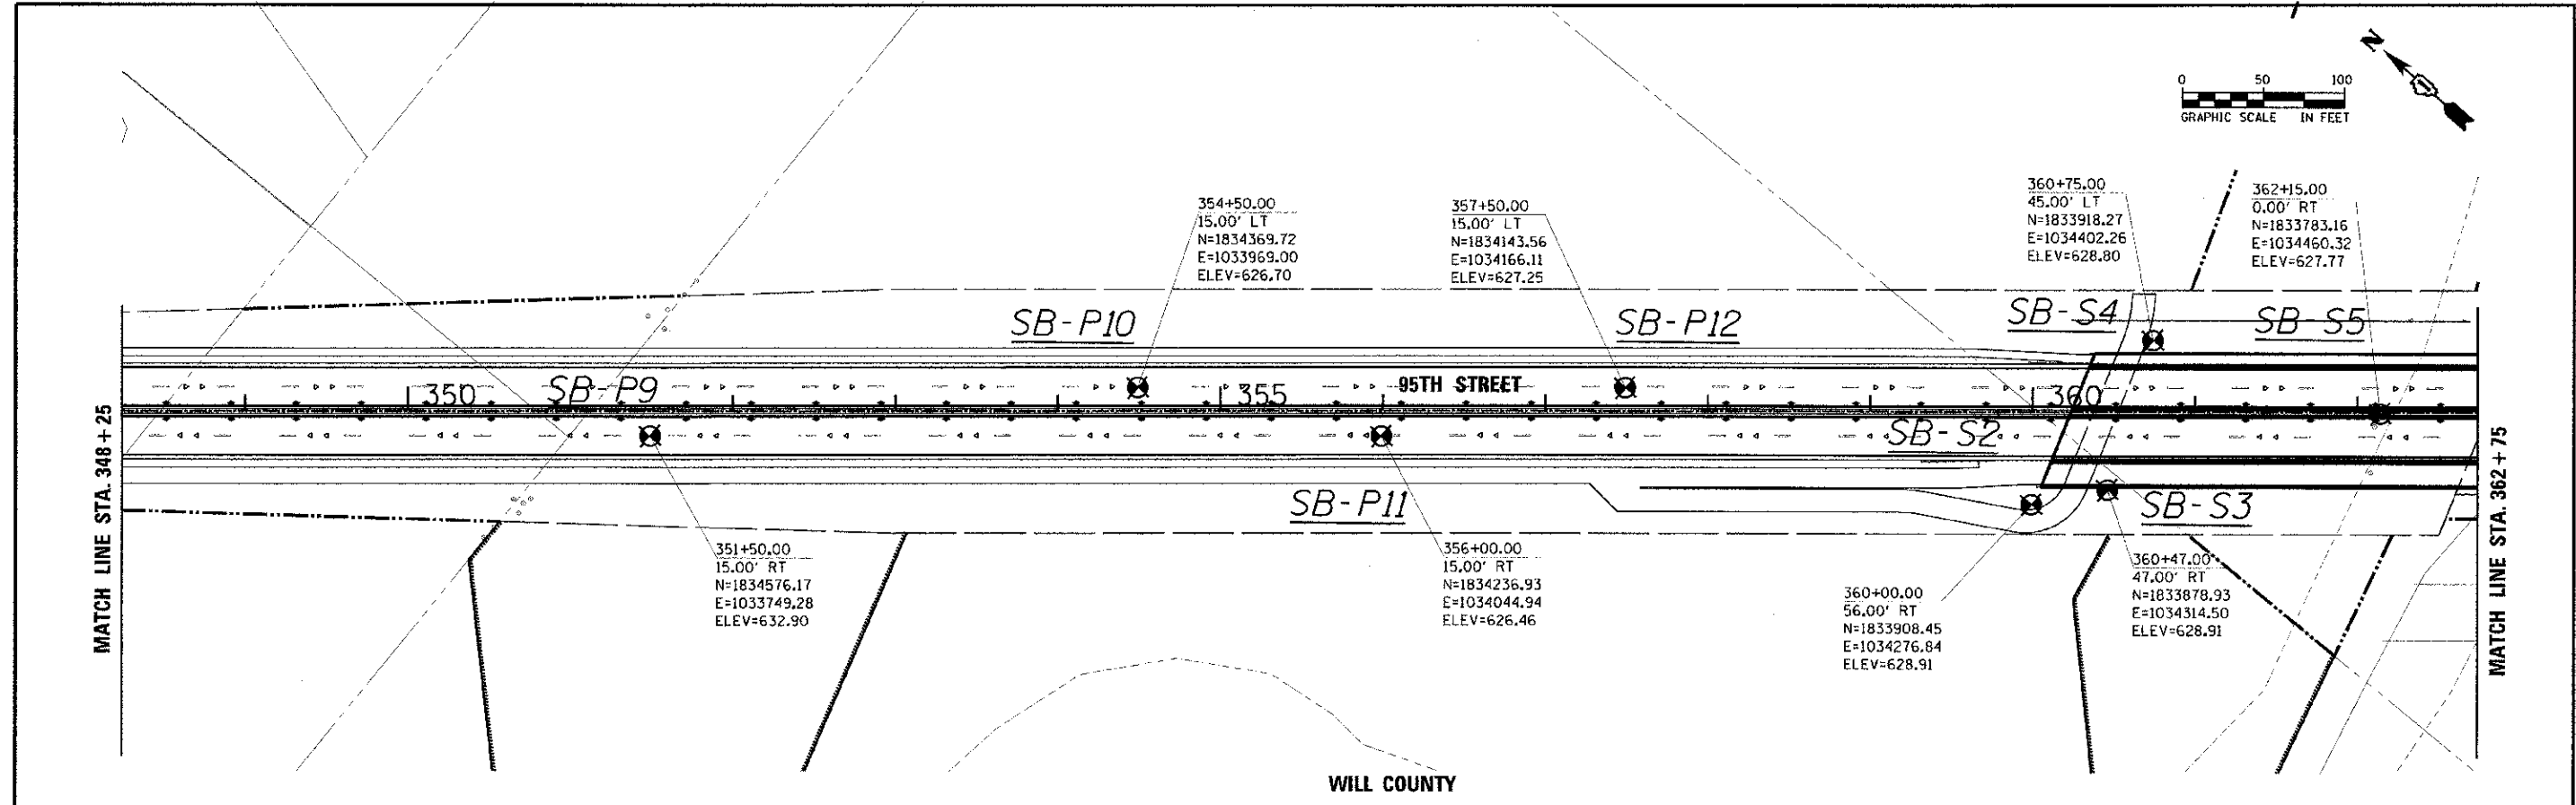 N
0 50 100
GRAPHIC SCALE IN FEET
354+50.00
15.00' LT
N=1834369.72
E=1033969.00
ELEV=626.70
357+50.00
15.00' LT
N=1834143.56
E=1034166.11
ELEV=627.25
360+75.00
45.00' LT
N=1833918.27
E=1034402.26
ELEV=628.80
362+15.00
0.00' RT
N=1833783.16
E=1034460.32
ELEV=627.77
SB-P10
SB-P12
SB-S4
SB-S5
350
SB-P9
355
95TH STREET
360
SB-S2
SB-P11
SB-S3
MATCH LINE STA. 348+25
MATCH LINE STA. 362+75
351+50.00
15.00' RT
N=1834576.17
E=1033749.28
ELEV=632.90
356+00.00
15.00' RT
N=1834236.93
E=1034044.94
ELEV=626.46
360+00.00
56.00' RT
N=1833908.45
E=1034276.84
ELEV=628.91
360+47.00
47.00' RT
N=1833878.93
E=1034314.50
ELEV=628.91
WILL COUNTY